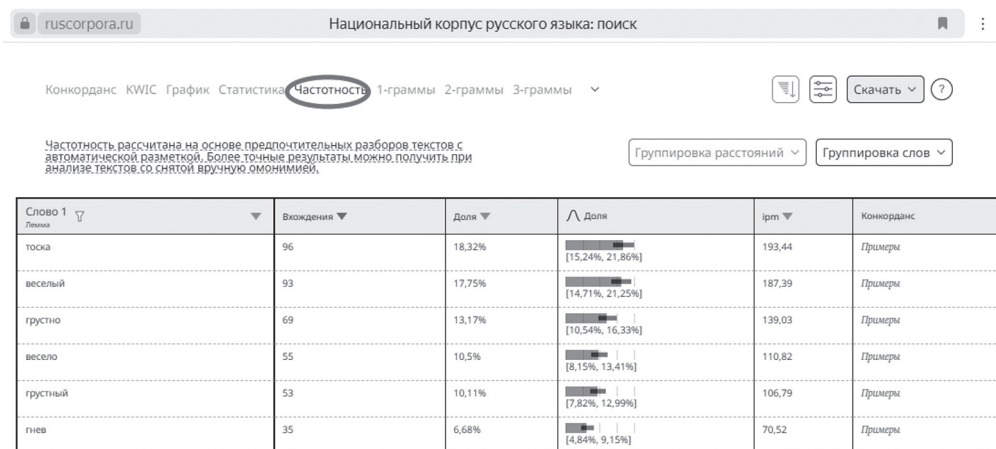 ruscorpora.ru Национальный корпус русского языка: поиск
Конкорданс KWIC График Статистика Частотность 1-граммы 2-граммы 3-граммы Скачать ?
Частотность рассчитана на основе предпочтительных разборов текстов с
автоматической разметкой. Более точные результаты можно получить при
анализе текстов со снятой вручную омонимией.
Группировка расстояний Группировка слов
Слово 1 Вхождения Доля Доля ipm Конкорданс
Лемма
тоска 96 18,32% [15,24%, 21,86%] 193,44 Примеры
веселый 93 17,75% [14,71%, 21,25%] 187,39 Примеры
грустно 69 13,17% [10,54%, 16,33%] 139,03 Примеры
весело 55 10,5% [8,15%, 13,41%] 110,82 Примеры
грустный 53 10,11% [7,82%, 12,99%] 106,79 Примеры
гнев 35 6,68% [4,84%, 9,15%] 70,52 Примеры